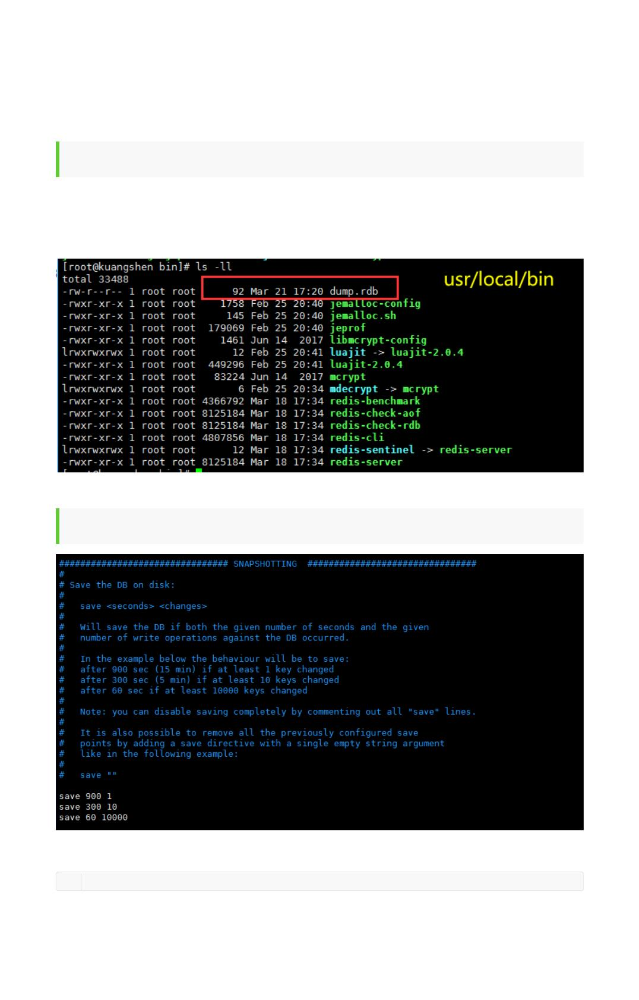 [root@kuangshen bin]# ls -ll
total 33488
usr/local/bin
-rw-r--r-- 1 root root 92 Mar 21 17:20 dump.rdb
-rwxr-xr-x 1 root root 1758 Feb 25 20:40 jemalloc-config
-rwxr-xr-x 1 root root 145 Feb 25 20:40 jemalloc.sh
-rwxr-xr-x 1 root root 179069 Feb 25 20:40 jeprof
-rwxr-xr-x 1 root root 1461 Jun 14 2017 libmcrypt-config
lrwxrwxrwx 1 root root 12 Feb 25 20:41 luajit -> luajit-2.0.4
-rwxr-xr-x 1 root root 449296 Feb 25 20:41 luajit-2.0.4
-rwxr-xr-x 1 root root 83224 Jun 14 2017 mcrypt
lrwxrwxrwx 1 root root 6 Feb 25 20:34 mdecrypt -> mcrypt
-rwxr-xr-x 1 root root 4366792 Mar 18 17:34 redis-benchmark
-rwxr-xr-x 1 root root 8125184 Mar 18 17:34 redis-check-aof
-rwxr-xr-x 1 root root 8125184 Mar 18 17:34 redis-check-rdb
-rwxr-xr-x 1 root root 4807856 Mar 18 17:34 redis-cli
lrwxrwxrwx 1 root root 12 Mar 18 17:34 redis-sentinel -> redis-server
-rwxr-xr-x 1 root root 8125184 Mar 18 17:34 redis-server
################################ SNAPSHOTTING ################################
#
# Save the DB on disk:
#
# save <seconds> <changes>
#
# Will save the DB if both the given number of seconds and the given
# number of write operations against the DB occurred.
#
# In the example below the behaviour will be to save:
# after 900 sec (15 min) if at least 1 key changed
# after 300 sec (5 min) if at least 10 keys changed
# after 60 sec if at least 10000 keys changed
#
# Note: you can disable saving completely by commenting out all "save" lines.
#
# It is also possible to remove all the previously configured save
# points by adding a save directive with a single empty string argument
# like in the following example:
#
# save ""
save 900 1
save 300 10
save 60 10000